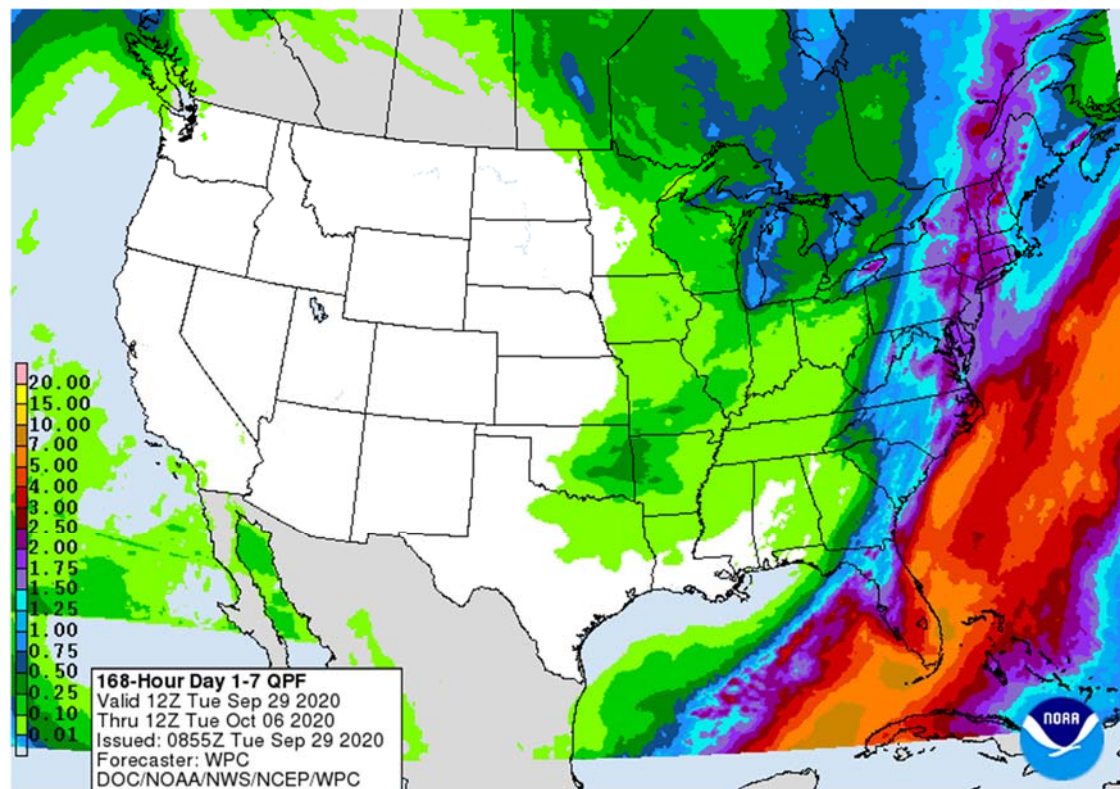 20.00
15.00
10.00
7.00
5.00
4.00
3.00
2.50
2.00
1.75
1.50
1.25
1.00
0.75
0.50
0.25
0.10
0.01
168-Hour Day 1-7 QPF
Valid 12Z Tue Sep 29 2020
Thru 12Z Tue Oct 06 2020
Issued: 0855Z Tue Sep 29 2020
Forecaster: WPC
DOC/NOAA/NWS/NCEP/WPC
NOAA